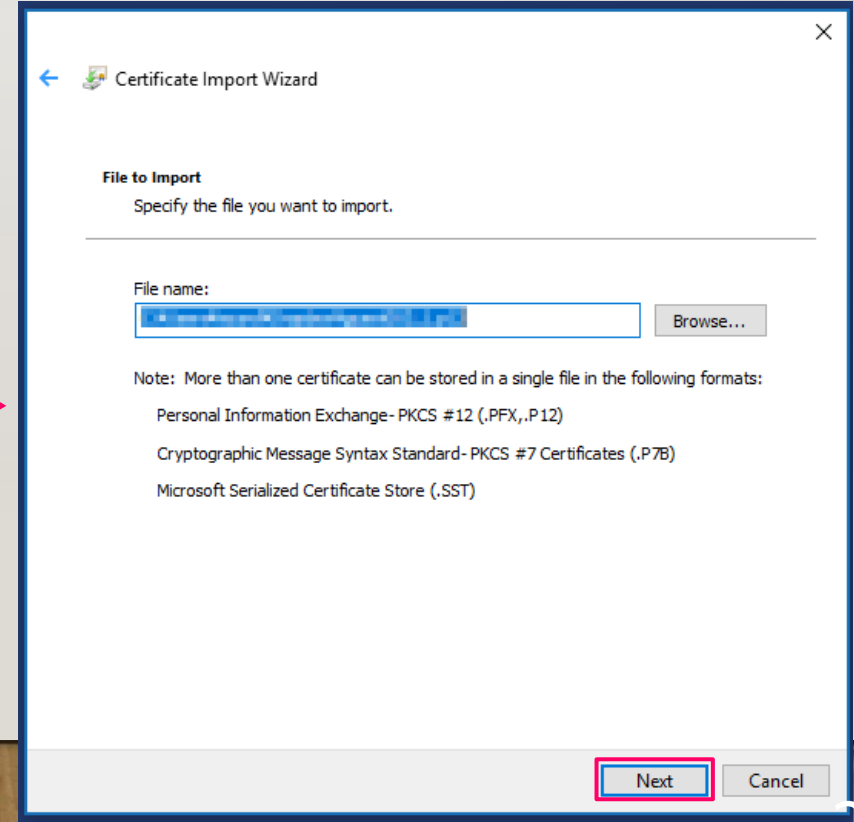 Certificate Import Wizard
File to Import
Specify the file you want to import.
File name:
Browse...
Note: More than one certificate can be stored in a single file in the following formats:
Personal Information Exchange- PKCS #12 (.PFX,.P12)
Cryptographic Message Syntax Standard- PKCS #7 Certificates (.P7B)
Microsoft Serialized Certificate Store (.SST)
Next
Cancel